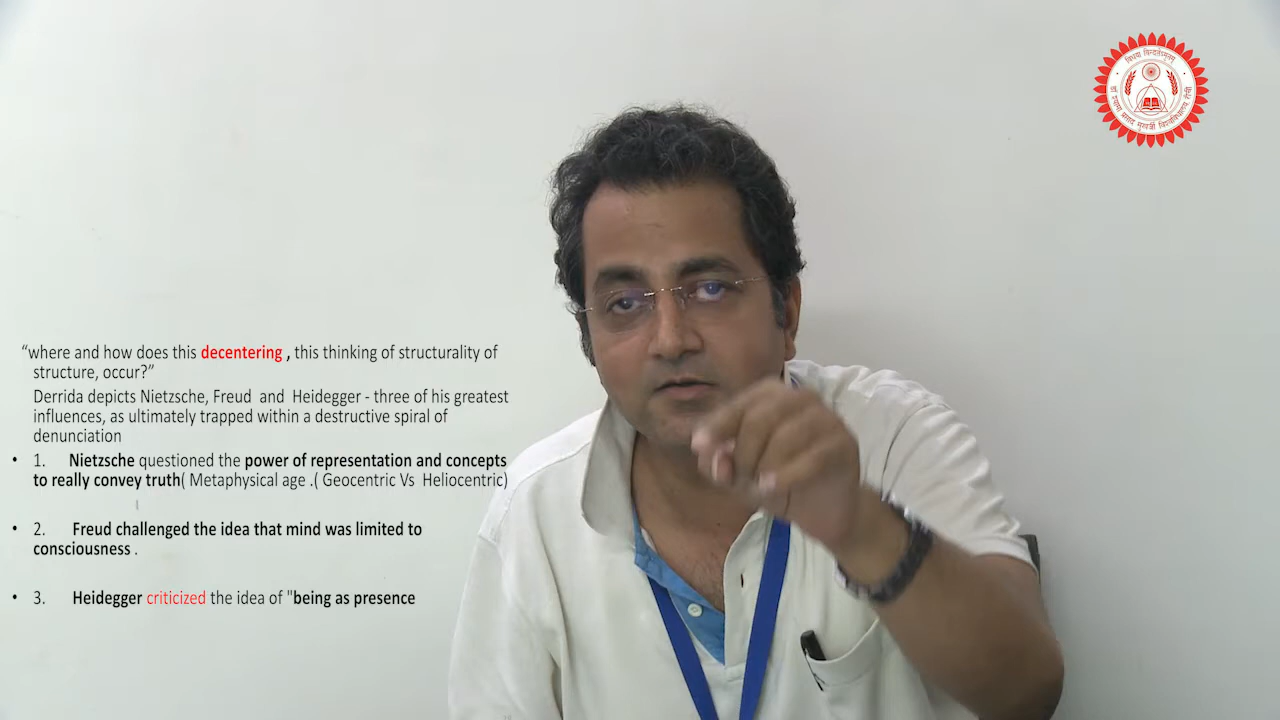 “where and how does this decentering , this thinking of structurality of
structure, occur?”
Derrida depicts Nietzsche, Freud and Heidegger - three of his greatest
influences, as ultimately trapped within a destructive spiral of
denunciation
• 1. Nietzsche questioned the power of representation and concepts
to really convey truth( Metaphysical age .( Geocentric Vs Heliocentric)
• 2. Freud challenged the idea that mind was limited to
consciousness .
• 3. Heidegger criticized the idea of "being as presence